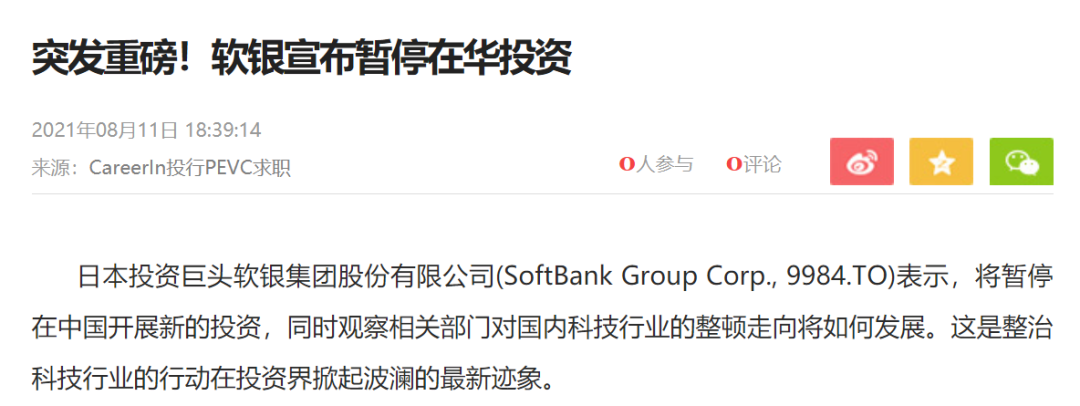 突发重磅！软银宣布暂停在华投资
2021年08月11日 18:39:14
来源：CareerIn投行PEVC求职
0人参与 0评论
日本投资巨头软银集团股份有限公司(SoftBank Group Corp., 9984.TO)表示，将暂停
在中国开展新的投资，同时观察相关部门对国内科技行业的整顿走向将如何发展。这是整治
科技行业的行动在投资界掀起波澜的最新迹象。